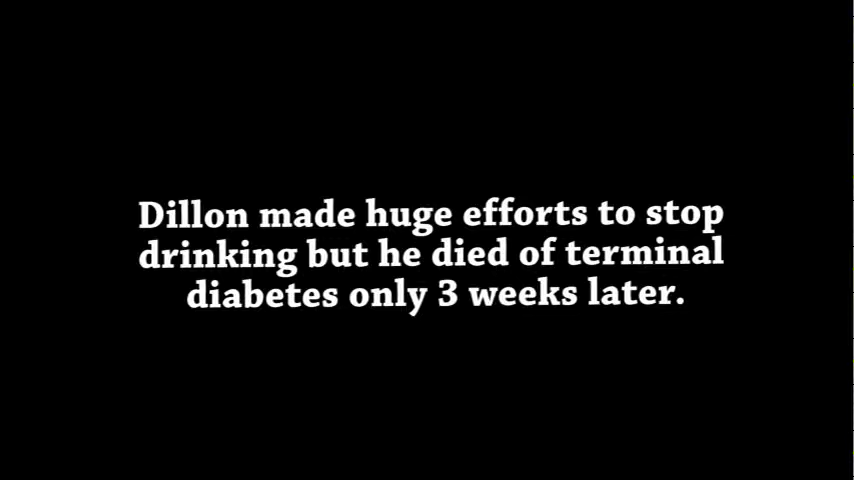 Dillon made huge efforts to stop
drinking but he died of terminal
diabetes only 3 weeks later.